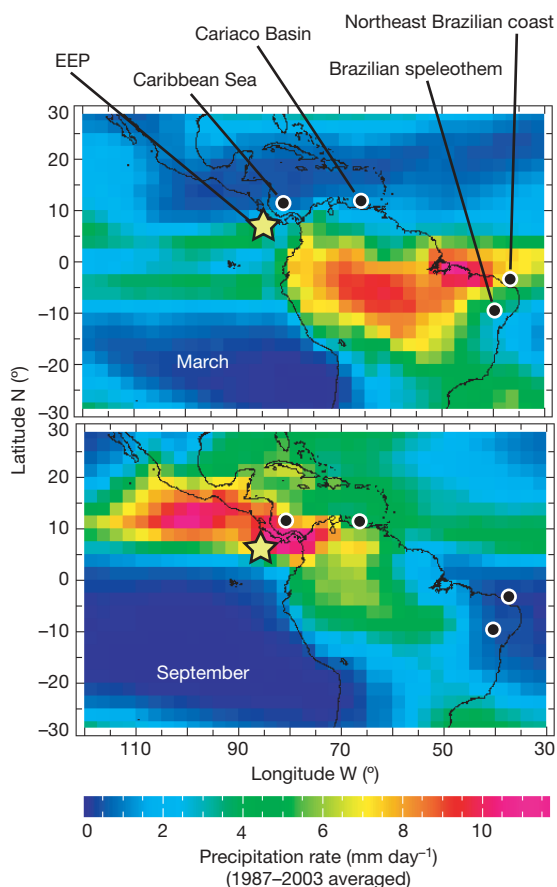 Northeast Brazilian coast
Cariaco Basin
EEP
Brazilian speleothem
Caribbean Sea
30
20
10
0
–10
–20
–30
March
Latitude N (º)
30
20
10
0
–10
–20
–30
September
110 90 70 50 30
Longitude W (º)
0 2 4 6 8 10
Precipitation rate (mm day⁻¹)
(1987–2003 averaged)